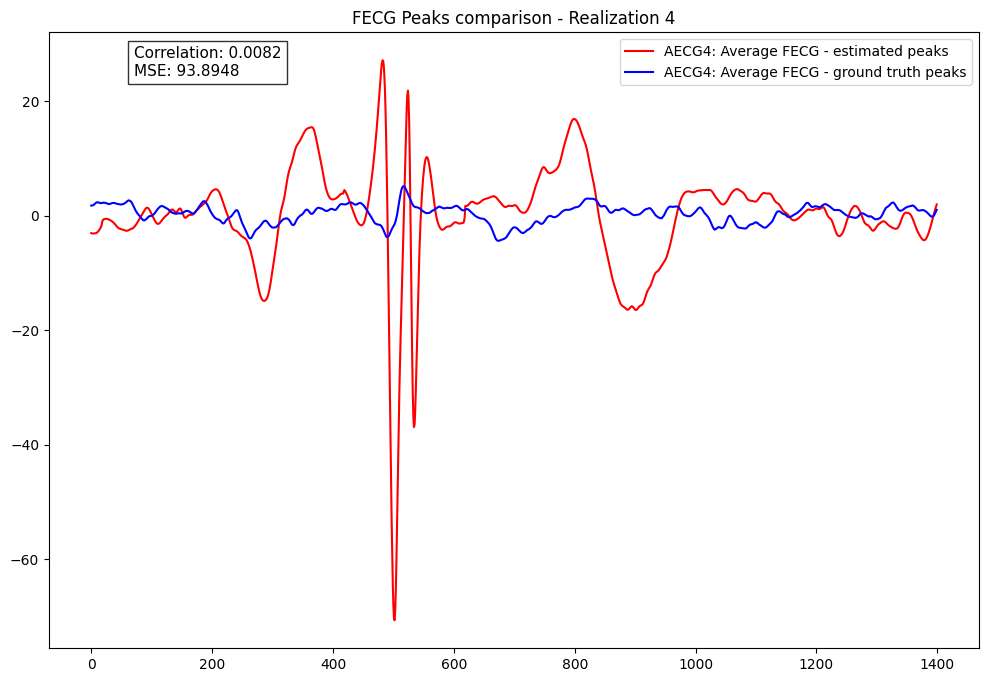 FECG Peaks comparison - Realization 4
Correlation: 0.0082
MSE: 93.8948
AECG4: Average FECG - estimated peaks
AECG4: Average FECG - ground truth peaks
20
0
−20
−40
−60
0 200 400 600 800 1000 1200 1400